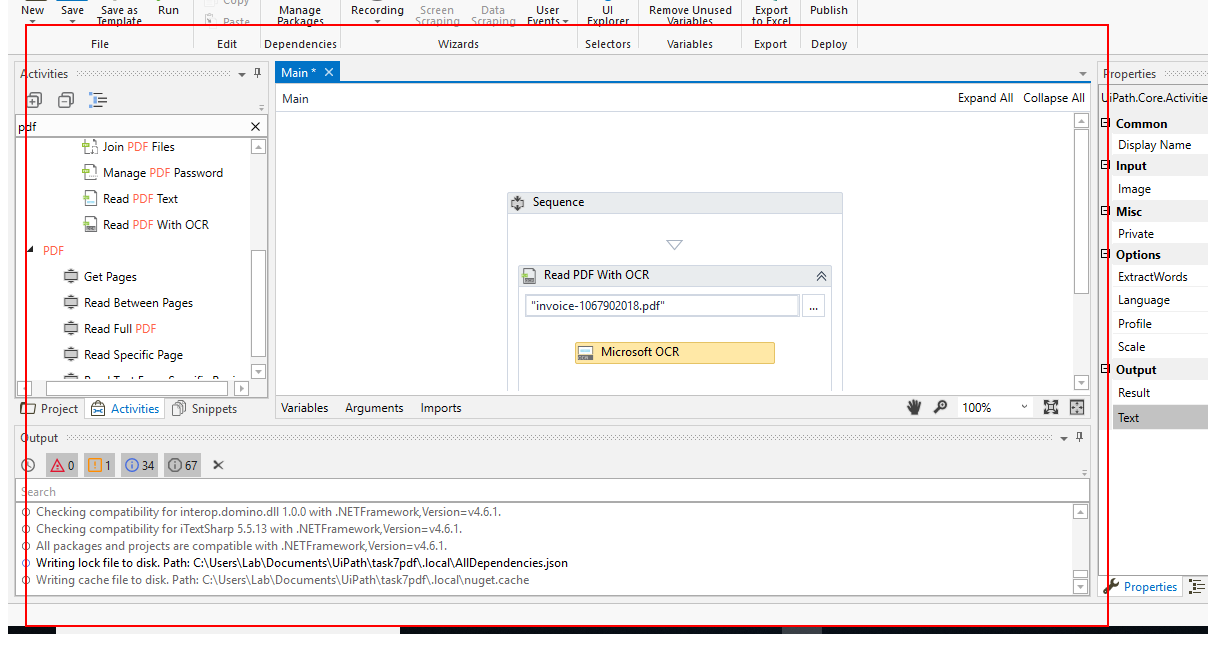 New Save Save as Run Copy Manage Recording Screen Data User UI Remove Unused Export Publish
Template Paste Packages Scraping Scraping Events Explorer Variables to Excel
File Edit Dependencies Wizards Selectors Variables Export Deploy
Activities
pdf
Join PDF Files
Manage PDF Password
Read PDF Text
Read PDF With OCR
PDF
Get Pages
Read Between Pages
Read Full PDF
Read Specific Page
Project Activities Snippets
Main *
Main Expand All Collapse All
Sequence
Read PDF With OCR
"invoice-1067902018.pdf" ...
Microsoft OCR
Variables Arguments Imports 100%
Output
0 1 34 67
Search
Checking compatibility for interop.domino.dll 1.0.0 with .NETFramework,Version=v4.6.1.
Checking compatibility for iTextSharp 5.5.13 with .NETFramework,Version=v4.6.1.
All packages and projects are compatible with .NETFramework,Version=v4.6.1.
Writing lock file to disk. Path: C:\Users\Lab\Documents\UiPath\task7pdf\.local\AllDependencies.json
Writing cache file to disk. Path: C:\Users\Lab\Documents\UiPath\task7pdf\.local\nuget.cache
Properties
UiPath.Core.Activitie
Common
Display Name
Input
Image
Misc
Private
Options
ExtractWords
Language
Profile
Scale
Output
Result
Text
Properties